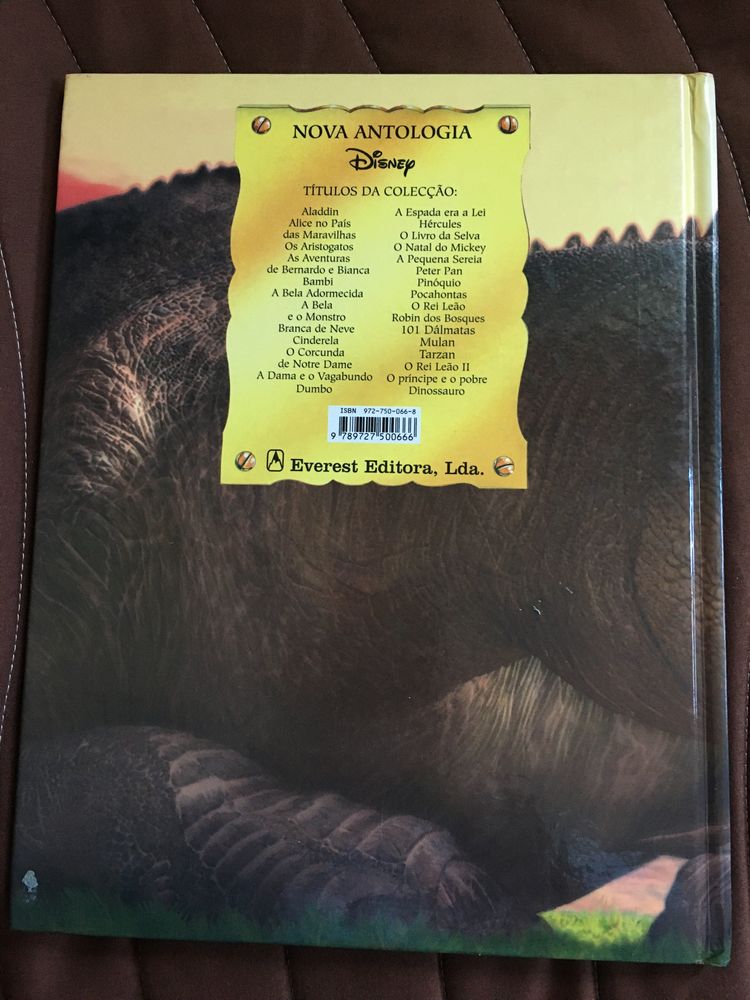 NOVA ANTOLOGIA
Disney
TÍTULOS DA COLECÇÃO:
Aladdin
Alice no País
das Maravilhas
Os Aristogatos
As Aventuras
de Bernardo e Bianca
Bambi
A Bela Adormecida
A Bela
e o Monstro
Branca de Neve
Cinderela
O Corcunda
de Notre Dame
A Dama e o Vagabundo
Dumbo
A Espada era a Lei
Hércules
O Livro da Selva
O Natal do Mickey
A Pequena Sereia
Peter Pan
Pinóquio
Pocahontas
O Rei Leão
Robin dos Bosques
101 Dálmatas
Mulan
Tarzan
O Rei Leão II
O príncipe e o pobre
Dinossauro
ISBN 972-750-066-8
9 789727 500666
Everest Editora, Lda.